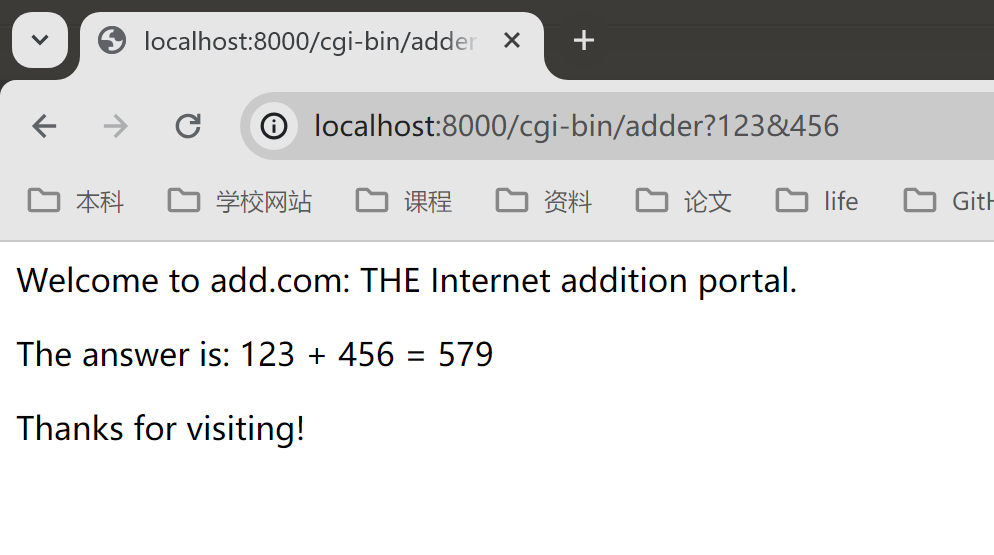 localhost:8000/cgi-bin/adder
localhost:8000/cgi-bin/adder?123&456
本科 学校网站 课程 资料 论文 life GitH
Welcome to add.com: THE Internet addition portal.
The answer is: 123 + 456 = 579
Thanks for visiting!